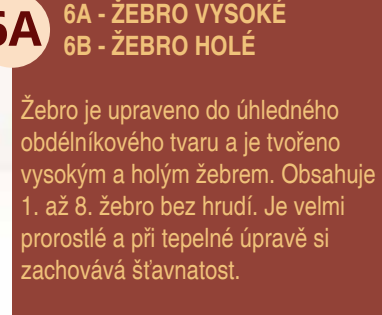 6A - ŽEBRO VYSOKÉ
6B - ŽEBRO HOLÉ
Žebro je upraveno do úhledného
obdélníkového tvaru a je tvořeno
vysokým a holým žebrem. Obsahuje
1. až 8. žebro bez hrudí. Je velmi
prorostlé a při tepelné úpravě si
zachovává šťavnatost.